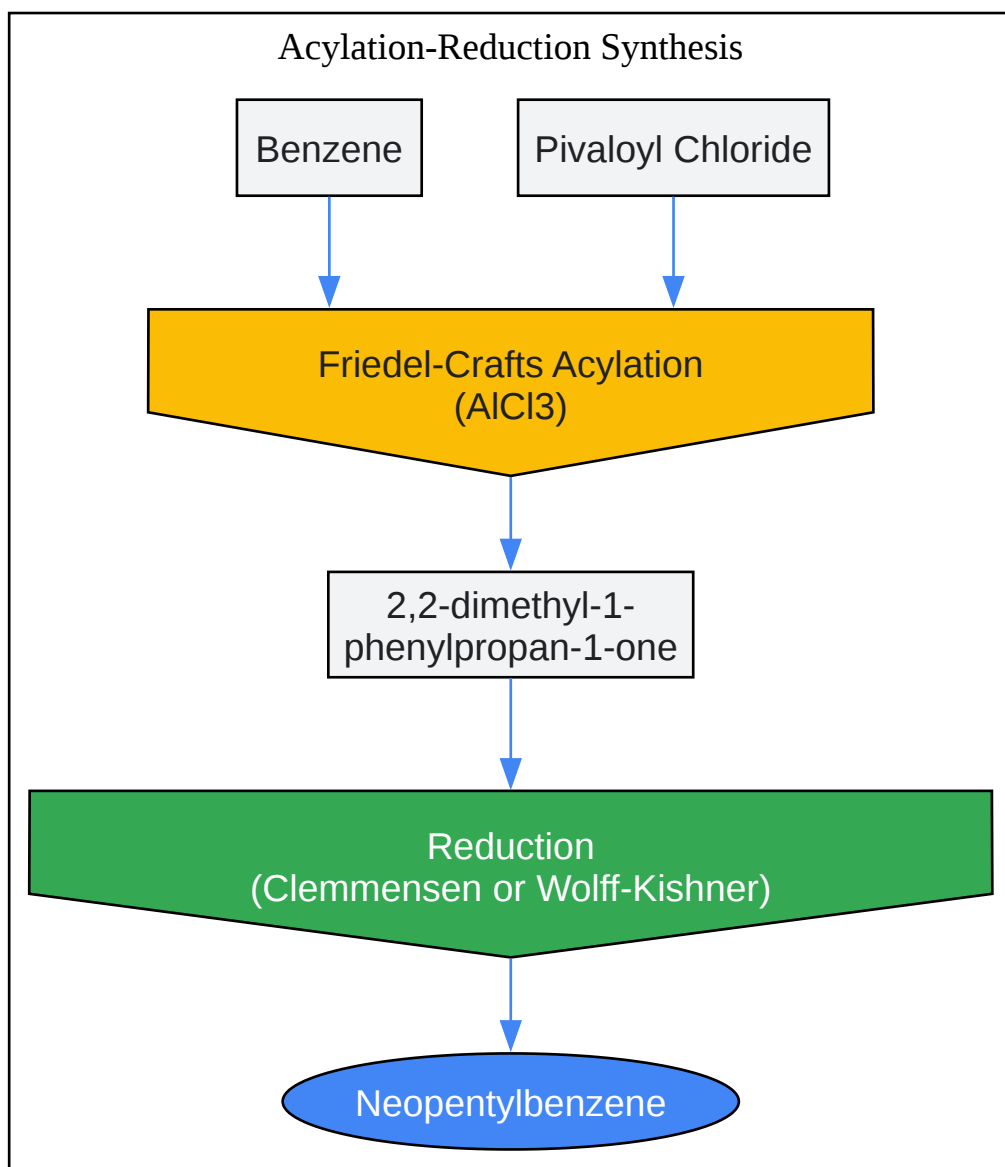 Acylation-Reduction Synthesis
Benzene
Pivaloyl Chloride
Friedel-Crafts Acylation
(AlCl3)
2,2-dimethyl-1-
phenylpropan-1-one
Reduction
(Clemmensen or Wolff-Kishner)
Neopentylbenzene